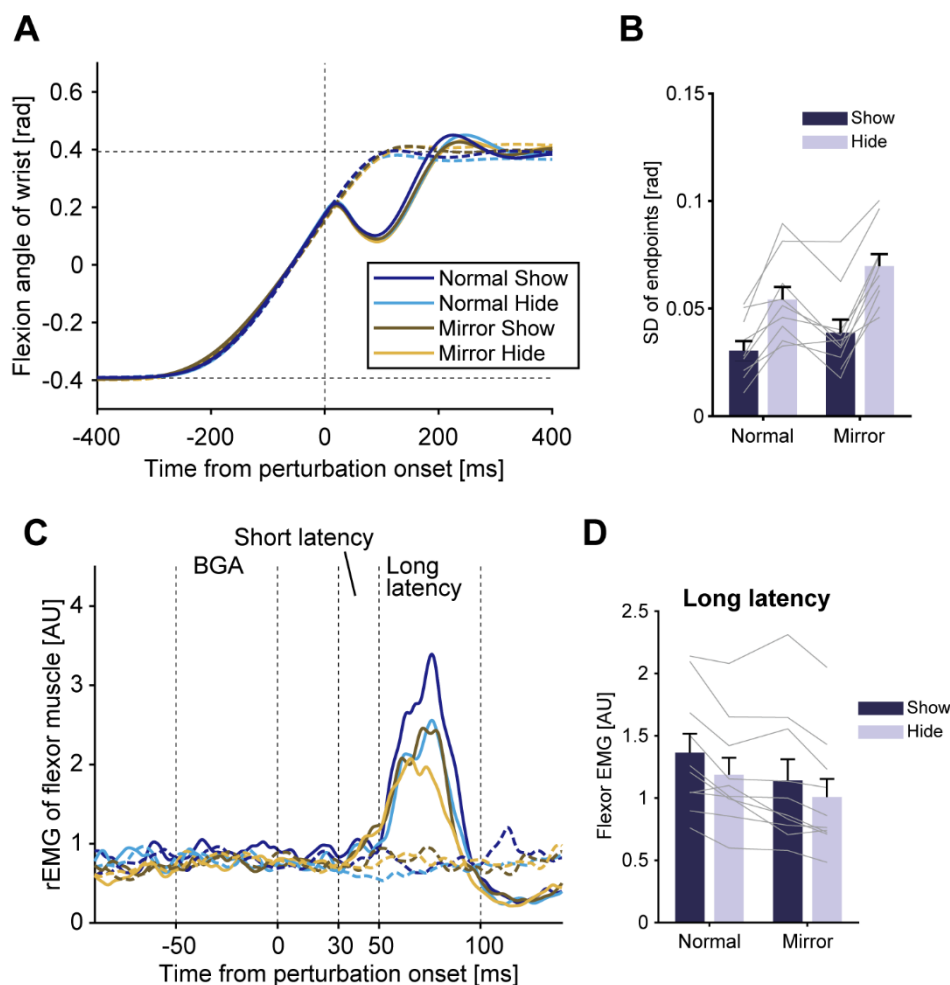 A
Flexion angle of wrist [rad]
0.6
0.4
0.2
0
-0.2
-0.4
-400
-200
0
200
400
Time from perturbation onset [ms]
Normal Show
Normal Hide
Mirror Show
Mirror Hide
B
SD of endpoints [rad]
0.15
0.1
0.05
0
Show
Hide
Normal
Mirror
C
Short latency
BGA
Long
latency
rEMG of flexor muscle [AU]
4
3
2
1
0
-50
0
30
50
100
Time from perturbation onset [ms]
D
Long latency
Flexor EMG [AU]
2.5
2
1.5
1
0.5
0
Show
Hide
Normal
Mirror